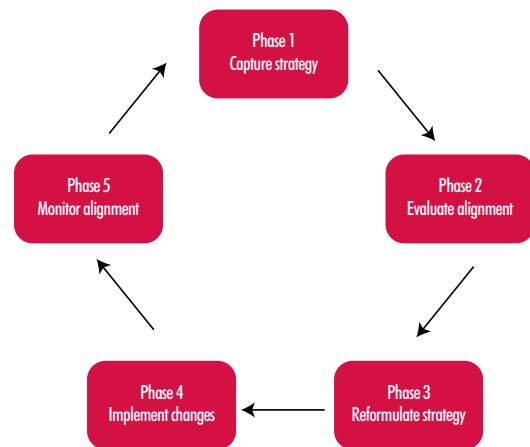 Phase 1
Capture strategy
Phase 2
Evaluate alignment
Phase 3
Reformulate strategy
Phase 4
Implement changes
Phase 5
Monitor alignment